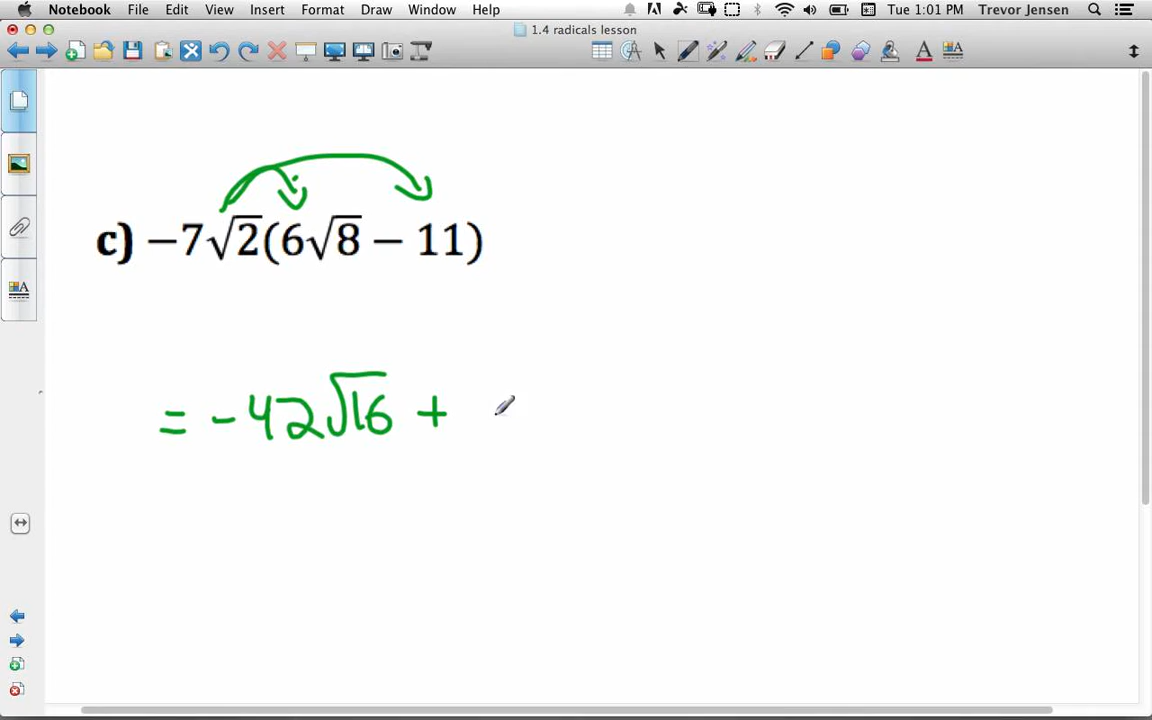 Notebook File Edit View Insert Format Draw Window Help Tue 1:01 PM Trevor Jensen
1.4 radicals lesson
c) −7√2(6√8 − 11)
= -42√16 +